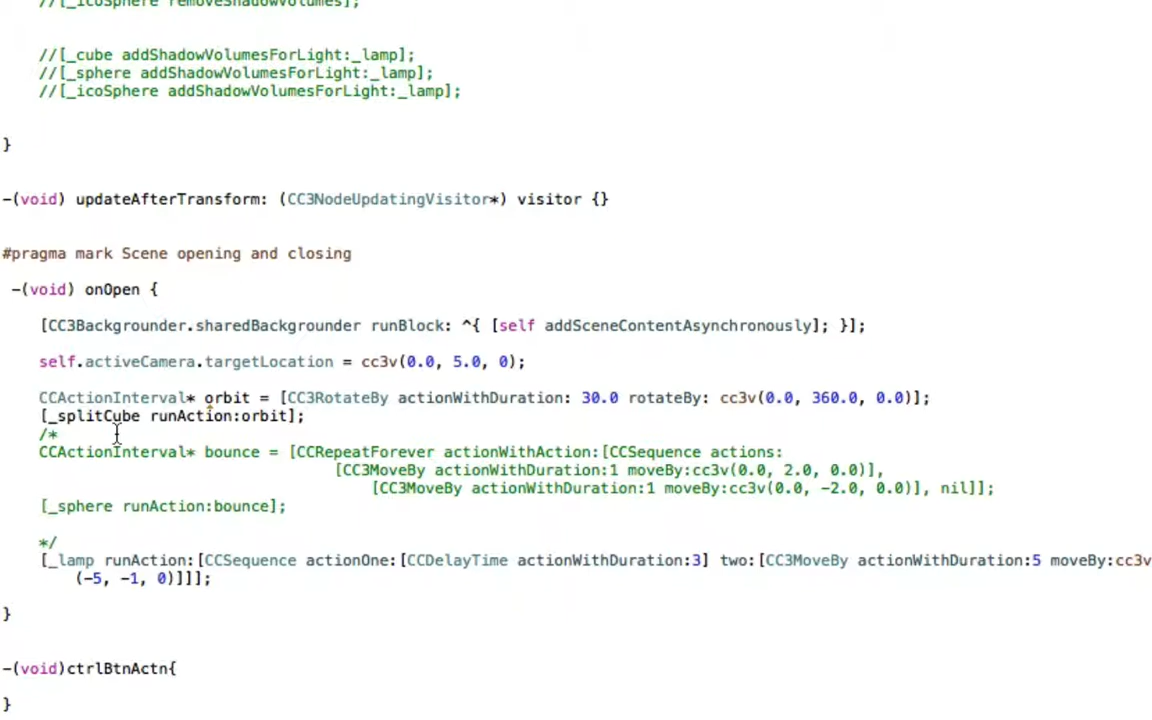 //[_icoSphere removeShadowVolumes];
//[_cube addShadowVolumesForLight:_lamp];
//[_sphere addShadowVolumesForLight:_lamp];
//[_icoSphere addShadowVolumesForLight:_lamp];
}
-(void) updateAfterTransform: (CC3NodeUpdatingVisitor*) visitor {}
#pragma mark Scene opening and closing
-(void) onOpen {
[CC3Backgrounder.sharedBackgrounder runBlock: ^{ [self addSceneContentAsynchronously]; }];
self.activeCamera.targetLocation = cc3v(0.0, 5.0, 0);
CCActionInterval* orbit = [CC3RotateBy actionWithDuration: 30.0 rotateBy: cc3v(0.0, 360.0, 0.0)];
[_splitCube runAction:orbit];
/*
CCActionInterval* bounce = [CCRepeatForever actionWithAction:[CCSequence actions:
[CC3MoveBy actionWithDuration:1 moveBy:cc3v(0.0, 2.0, 0.0)],
[CC3MoveBy actionWithDuration:1 moveBy:cc3v(0.0, -2.0, 0.0)], nil]];
[_sphere runAction:bounce];
*/
[_lamp runAction:[CCSequence actionOne:[CCDelayTime actionWithDuration:3] two:[CC3MoveBy actionWithDuration:5 moveBy:cc3v
(-5, -1, 0)]]];
}
-(void)ctrlBtnActn{
}